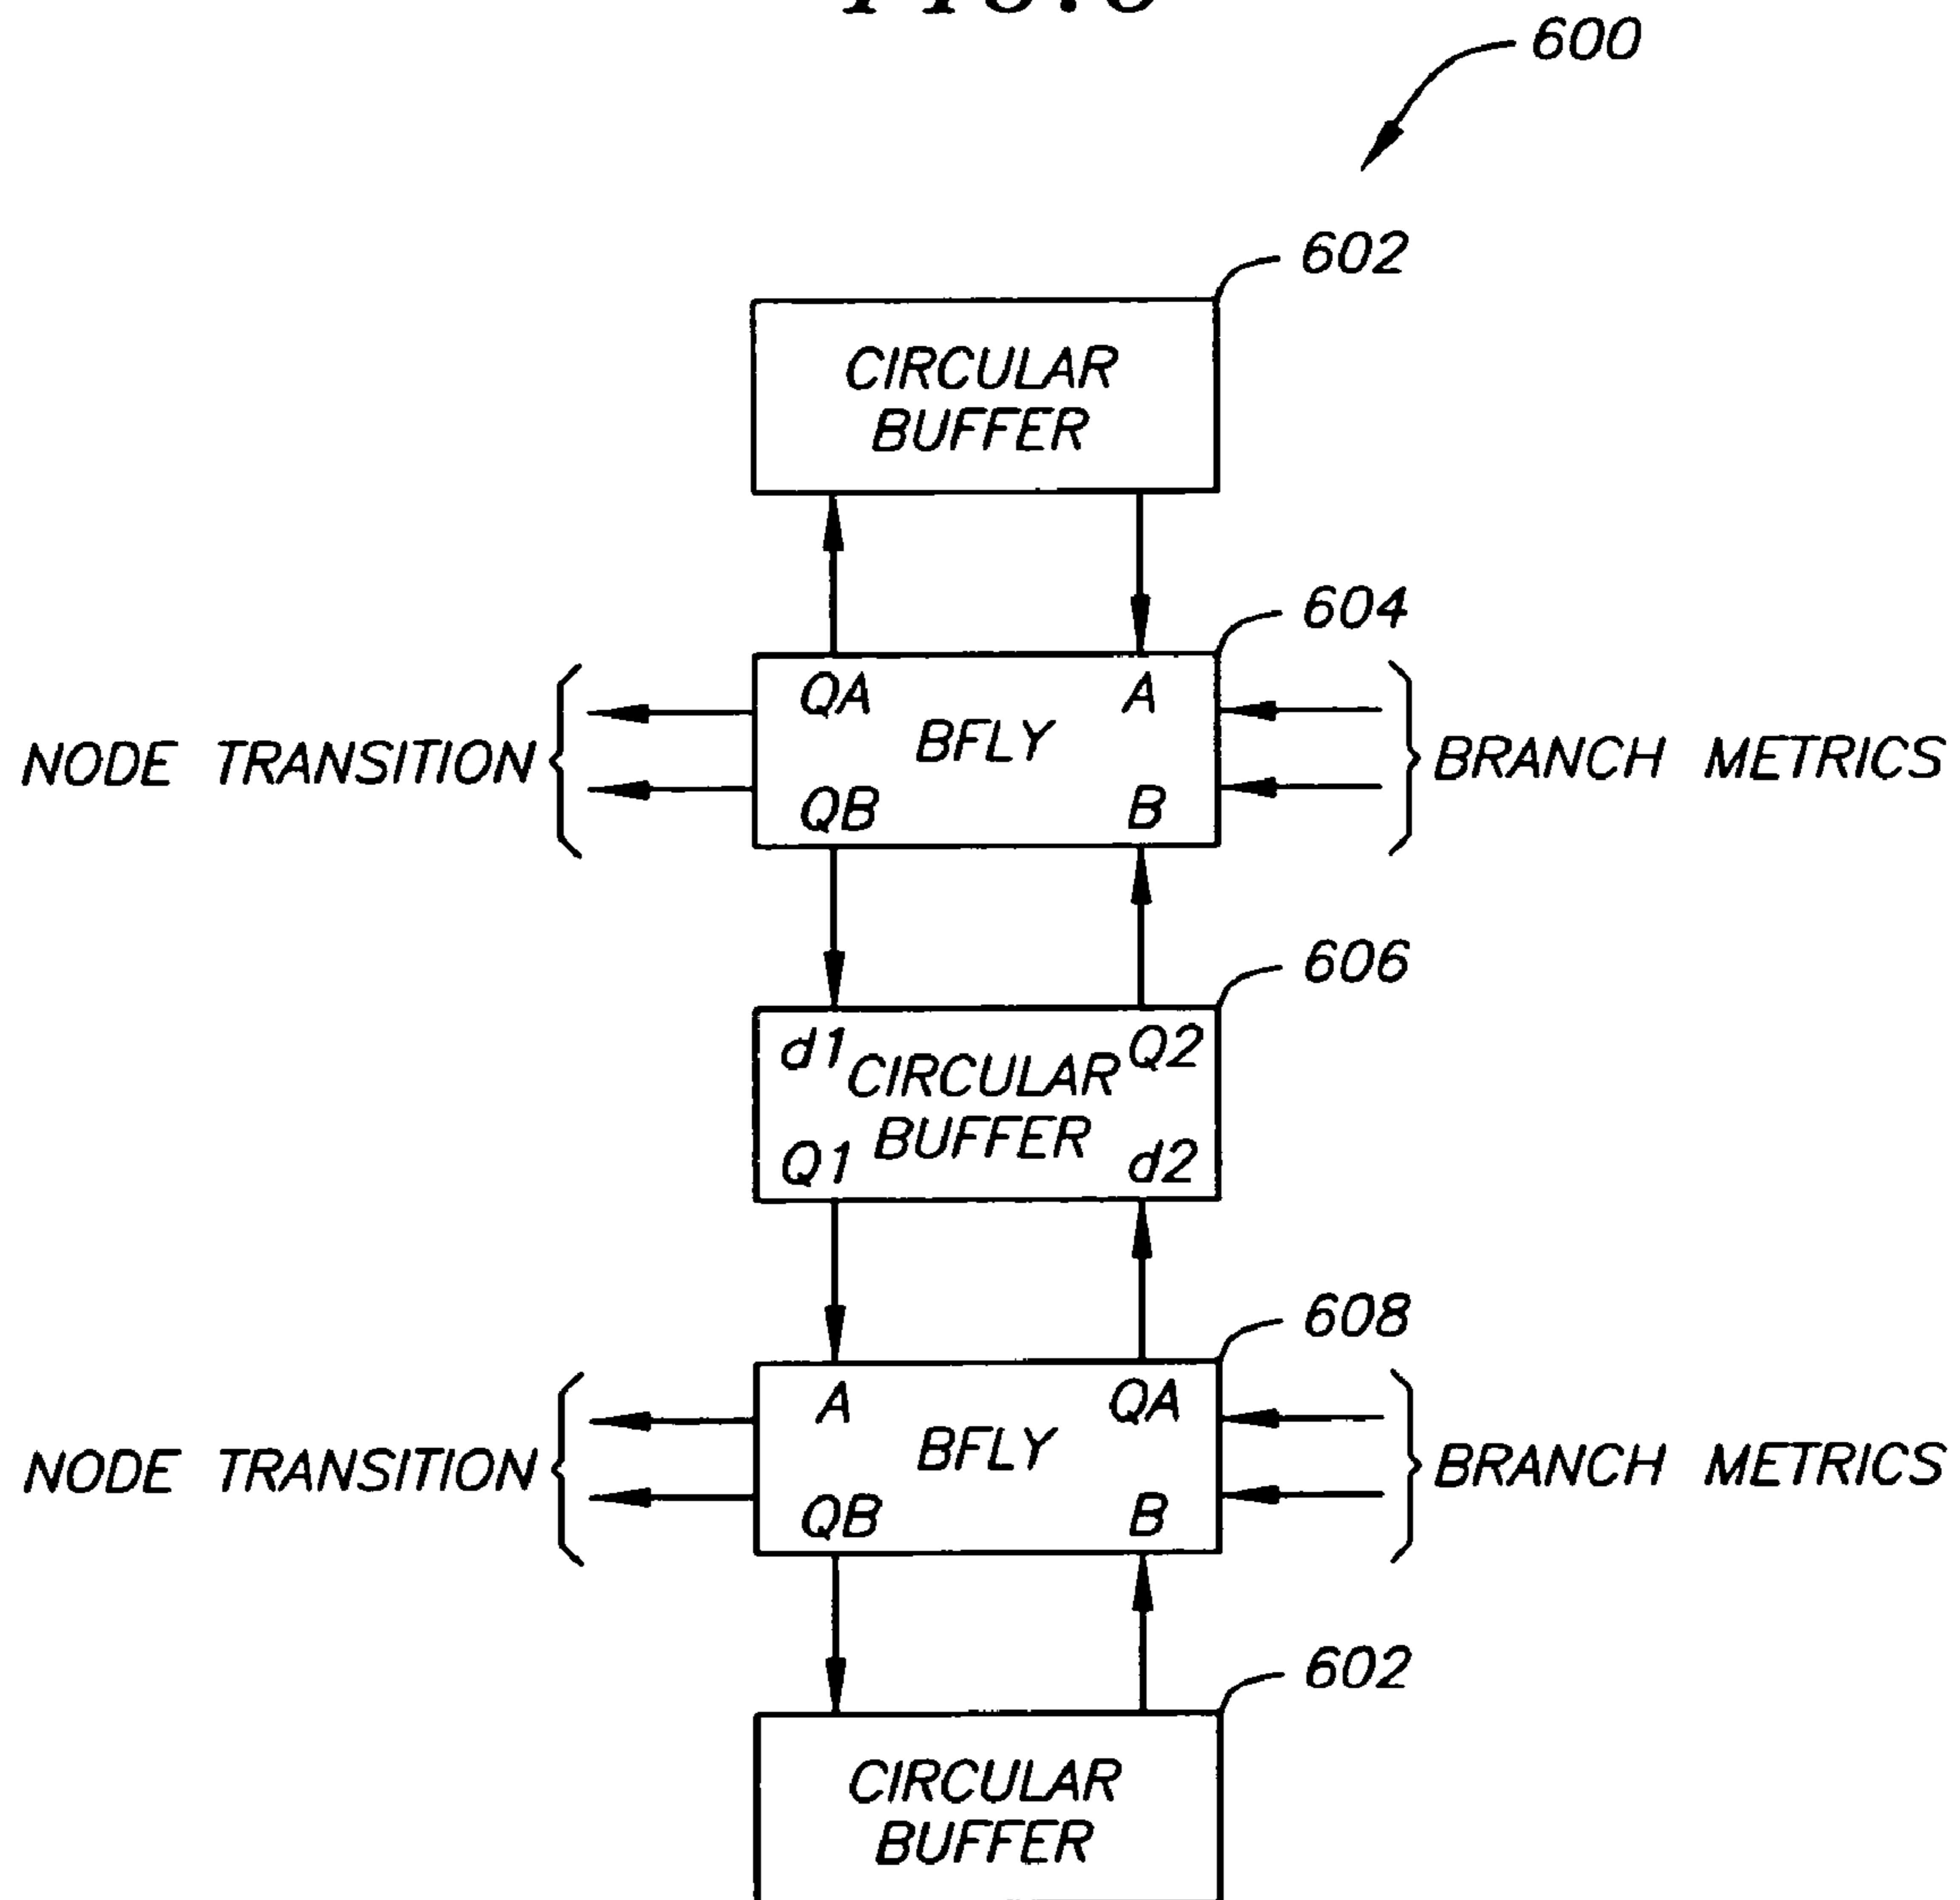 600
602
CIRCULAR
BUFFER
604
QA A
BFLY
NODE TRANSITION
BRANCH METRICS
QB B
606
d1 Q2
CIRCULAR
BUFFER
Q1 d2
608
A QA
BFLY
NODE TRANSITION
BRANCH METRICS
QB B
602
CIRCULAR
BUFFER